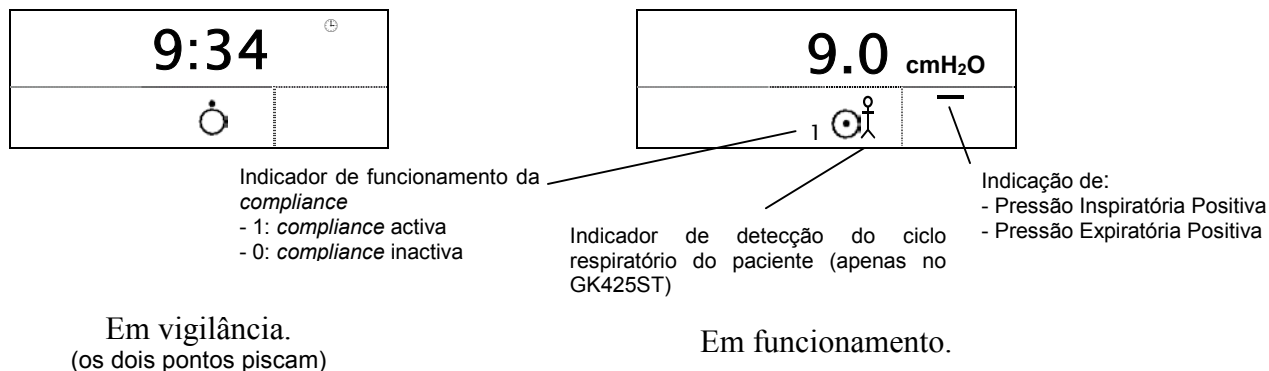 9:34
9.0 cmH₂O
1
Indicador de funcionamento da
compliance
- 1: compliance activa
- 0: compliance inactiva
Indicador de detecção do ciclo
respiratório do paciente (apenas no
GK425ST)
Indicação de:
- Pressão Inspiratória Positiva
- Pressão Expiratória Positiva
Em vigilância.
(os dois pontos piscam)
Em funcionamento.